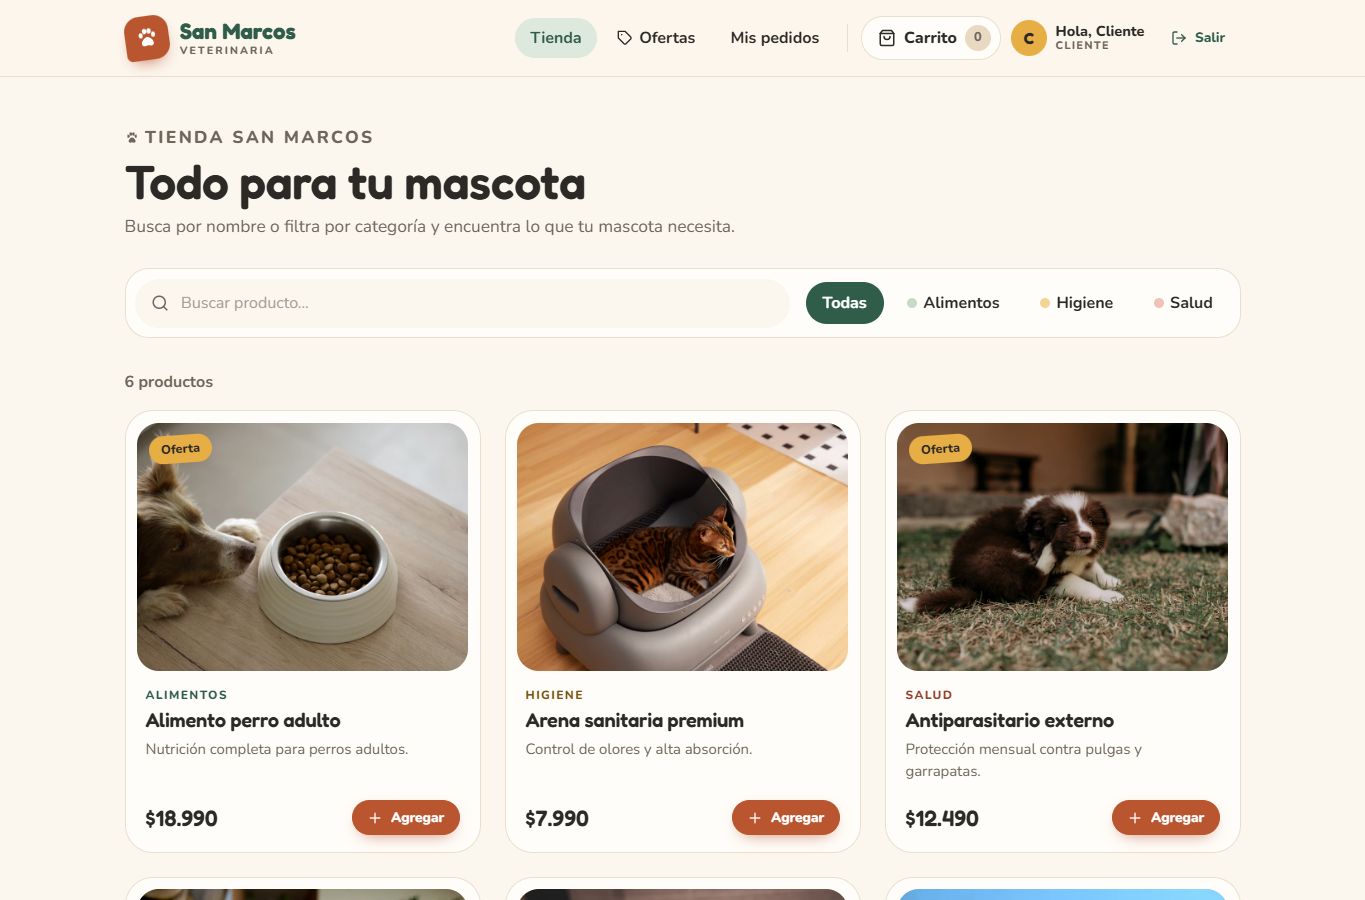 San Marcos
VETERINARIA
Tienda
Ofertas
Mis pedidos
Carrito 0
C
Hola, Cliente
CLIENTE
Salir
TIENDA SAN MARCOS
Todo para tu mascota
Busca por nombre o filtra por categoría y encuentra lo que tu mascota necesita.
Buscar producto...
Todas
Alimentos
Higiene
Salud
6 productos
Oferta
ALIMENTOS
Alimento perro adulto
Nutrición completa para perros adultos.
$18.990
Agregar
HIGIENE
Arena sanitaria premium
Control de olores y alta absorción.
$7.990
Agregar
Oferta
SALUD
Antiparasitario externo
Protección mensual contra pulgas y
garrapatas.
$12.490
Agregar